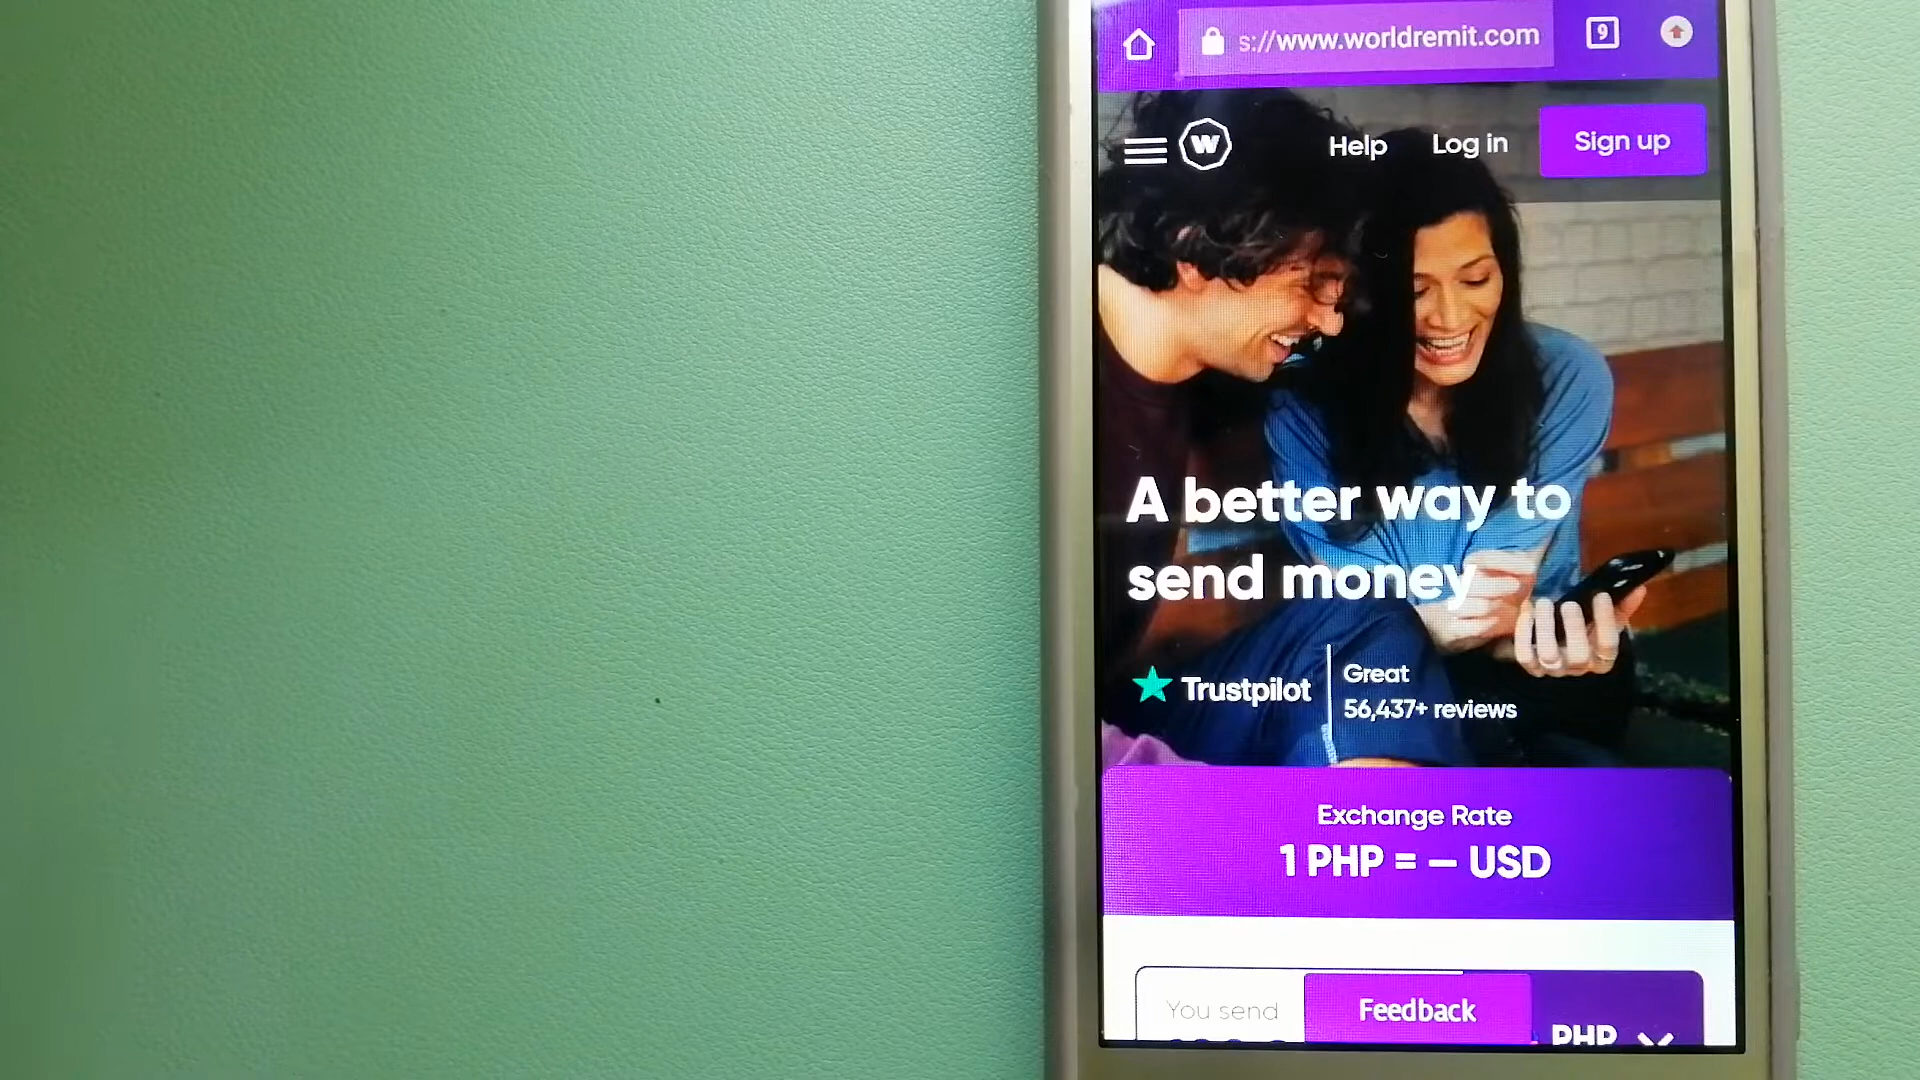 s://www.worldremit.com
9
W
Help
Log in
Sign up
A better way to
send money
Trustpilot
Great
56,437+ reviews
Exchange Rate
1 PHP = – USD
You send
Feedback
PHP